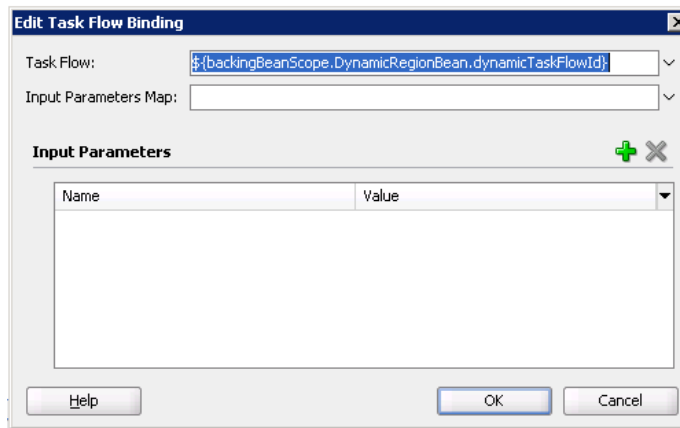 Edit Task Flow Binding
Task Flow: ${backingBeanScope.DynamicRegionBean.dynamicTaskFlowId}
Input Parameters Map:
Input Parameters
Name Value
Help OK Cancel